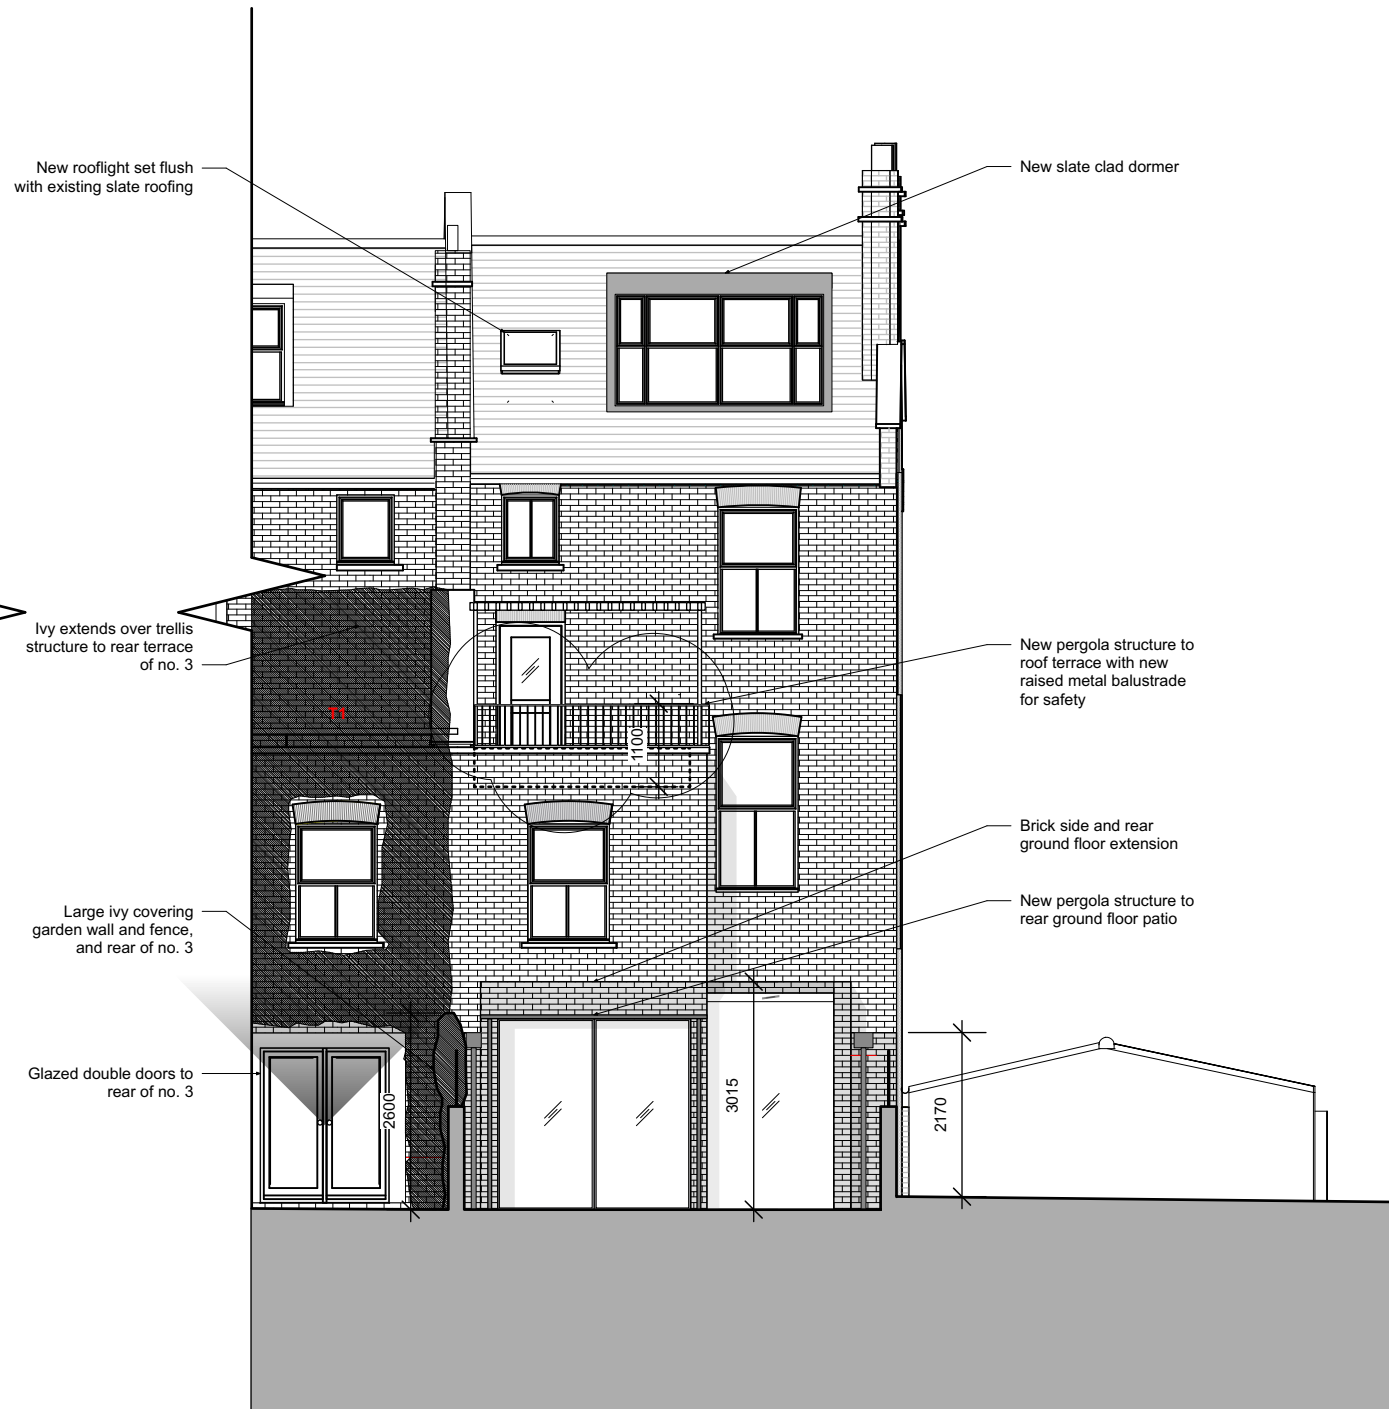 New rooflight set flush
with existing slate roofing
New slate clad dormer
Ivy extends over trellis
structure to rear terrace
of no. 3
New pergola structure to
roof terrace with new
raised metal balustrade
for safety
T1
1100
Brick side and rear
ground floor extension
New pergola structure to
rear ground floor patio
Large ivy covering
garden wall and fence,
and rear of no. 3
Glazed double doors to
rear of no. 3
2600
3015
2170